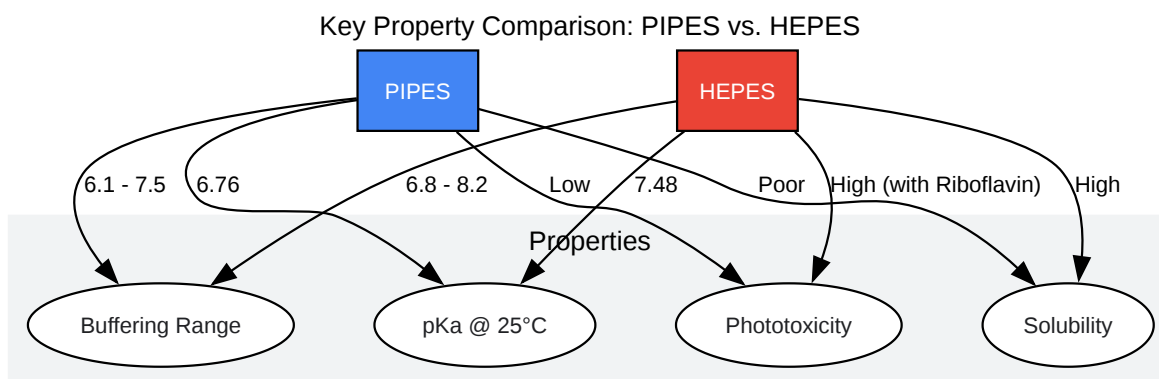 Key Property Comparison: PIPES vs. HEPES
PIPES
HEPES
6.1 - 7.5
6.76
6.8 - 8.2
Low
7.48
Poor
High (with Riboflavin)
High
Properties
Buffering Range
pKa @ 25°C
Phototoxicity
Solubility